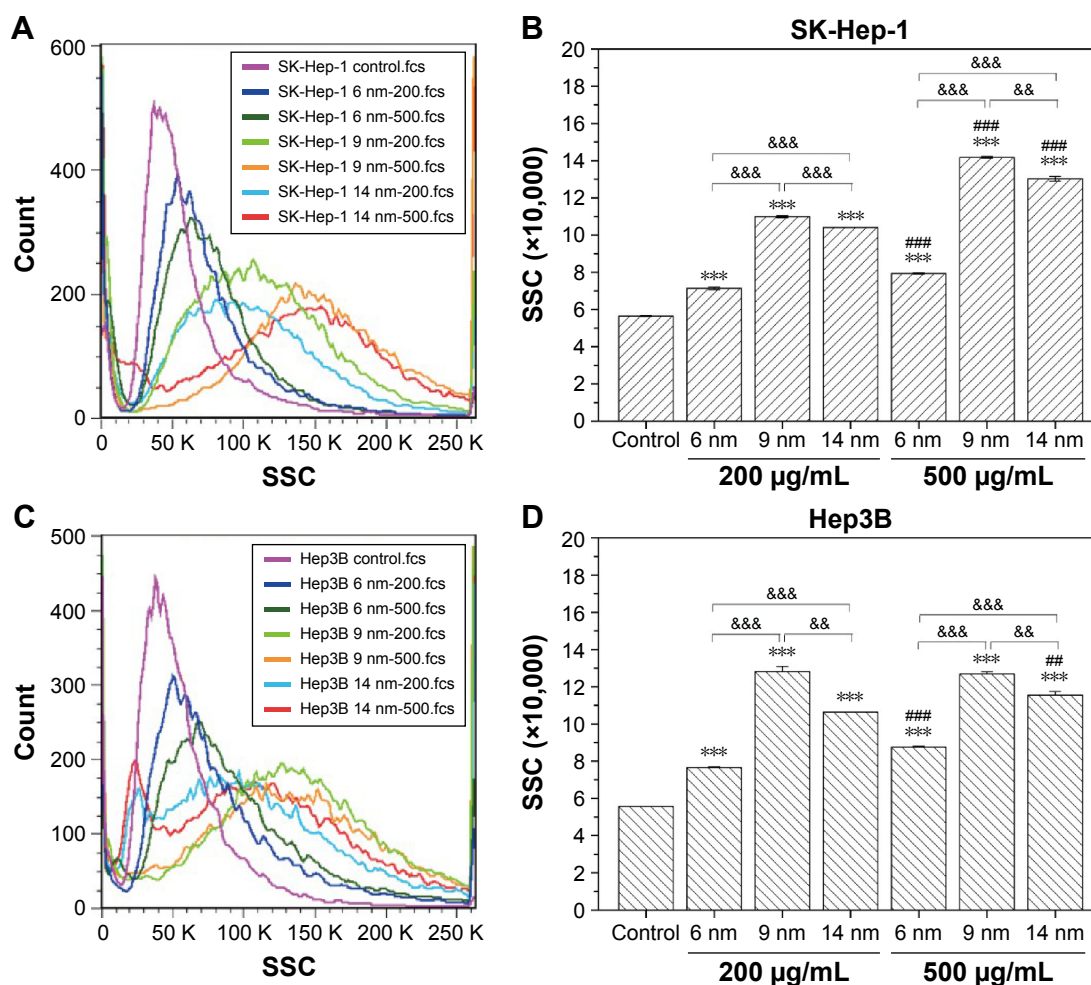 A
600
400
200
0
Count
0
50 K
100 K
150 K
200 K
250 K
SSC
SK-Hep-1 control.fcs
SK-Hep-1 6 nm-200.fcs
SK-Hep-1 6 nm-500.fcs
SK-Hep-1 9 nm-200.fcs
SK-Hep-1 9 nm-500.fcs
SK-Hep-1 14 nm-200.fcs
SK-Hep-1 14 nm-500.fcs
B
SK-Hep-1
20
18
16
14
12
10
8
6
4
2
0
SSC (×10,000)
&&&
&&& &&&
&&&
&&& &&
***
***
***
###
***
###
***
###
***
Control 6 nm 9 nm 14 nm 6 nm 9 nm 14 nm
200 µg/mL 500 µg/mL
C
500
400
300
200
100
0
Count
0
50 K
100 K
150 K
200 K
250 K
SSC
Hep3B control.fcs
Hep3B 6 nm-200.fcs
Hep3B 6 nm-500.fcs
Hep3B 9 nm-200.fcs
Hep3B 9 nm-500.fcs
Hep3B 14 nm-200.fcs
Hep3B 14 nm-500.fcs
D
Hep3B
20
18
16
14
12
10
8
6
4
2
0
SSC (×10,000)
&&&
&&& &&
&&&
&&& &&
***
***
***
###
***
***
##
***
Control 6 nm 9 nm 14 nm 6 nm 9 nm 14 nm
200 µg/mL 500 µg/mL